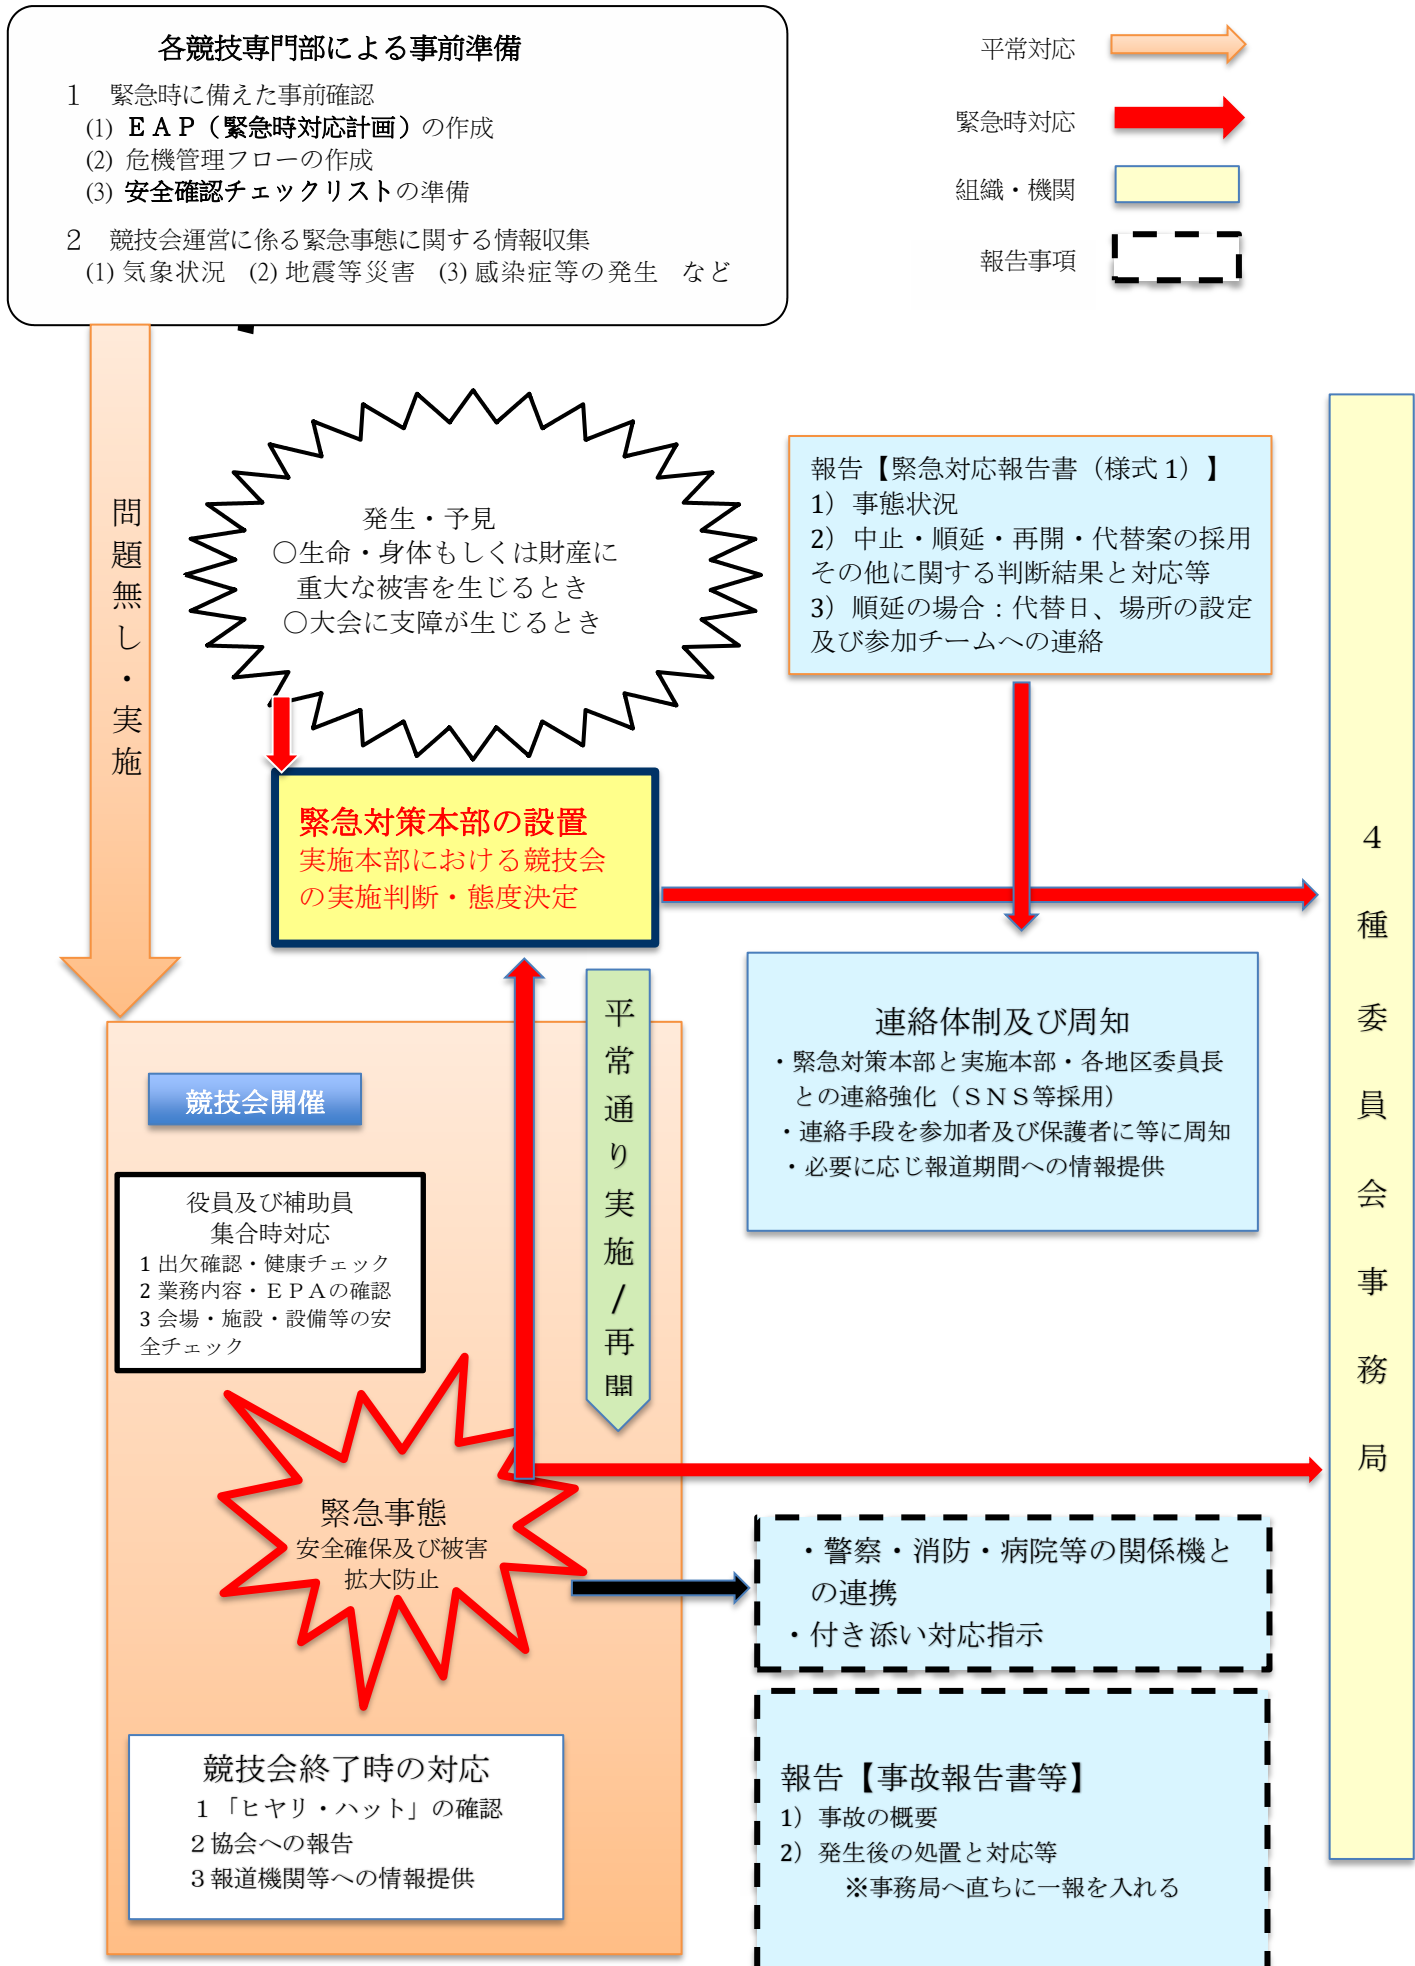 各競技専門部による事前準備
1 緊急時に備えた事前確認
(1) ＥＡＰ（緊急時対応計画）の作成
(2) 危機管理フローの作成
(3) 安全確認チェックリストの準備
２ 競技会運営に係る緊急事態に関する情報収集
(1) 気象状況 (2) 地震等災害 (3) 感染症等の発生 など
平常対応
緊急時対応
組織・機関
報告事項
問題無し・実施
発生・予見
○生命・身体もしくは財産に
重大な被害を生じるとき
○大会に支障が生じるとき
報告【緊急対応報告書（様式 1）】
1）事態状況
2）中止・順延・再開・代替案の採用
その他に関する判断結果と対応等
3）順延の場合：代替日、場所の設定
及び参加チームへの連絡
緊急対策本部の設置
実施本部における競技会
の実施判断・態度決定
4種委員会事務局
平常通り実施/再開
連絡体制及び周知
・緊急対策本部と実施本部・各地区委員長
との連絡強化（ＳＮＳ等採用）
・連絡手段を参加者及び保護者に等に周知
・必要に応じ報道期間への情報提供
競技会開催
役員及び補助員
集合時対応
1 出欠確認・健康チェック
2 業務内容・ＥＰＡの確認
3 会場・施設・設備等の安
全チェック
緊急事態
安全確保及び被害
拡大防止
・警察・消防・病院等の関係機と
の連携
・付き添い対応指示
競技会終了時の対応
1 「ヒヤリ・ハット」の確認
2 協会への報告
3 報道機関等への情報提供
報告【事故報告書等】
1）事故の概要
2）発生後の処置と対応等
※事務局へ直ちに一報を入れる